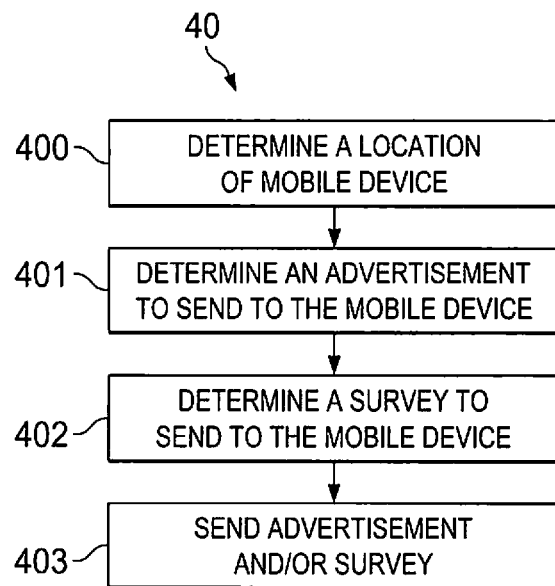 40
400
DETERMINE A LOCATION
OF MOBILE DEVICE
401
DETERMINE AN ADVERTISEMENT
TO SEND TO THE MOBILE DEVICE
402
DETERMINE A SURVEY TO
SEND TO THE MOBILE DEVICE
403
SEND ADVERTISEMENT
AND/OR SURVEY